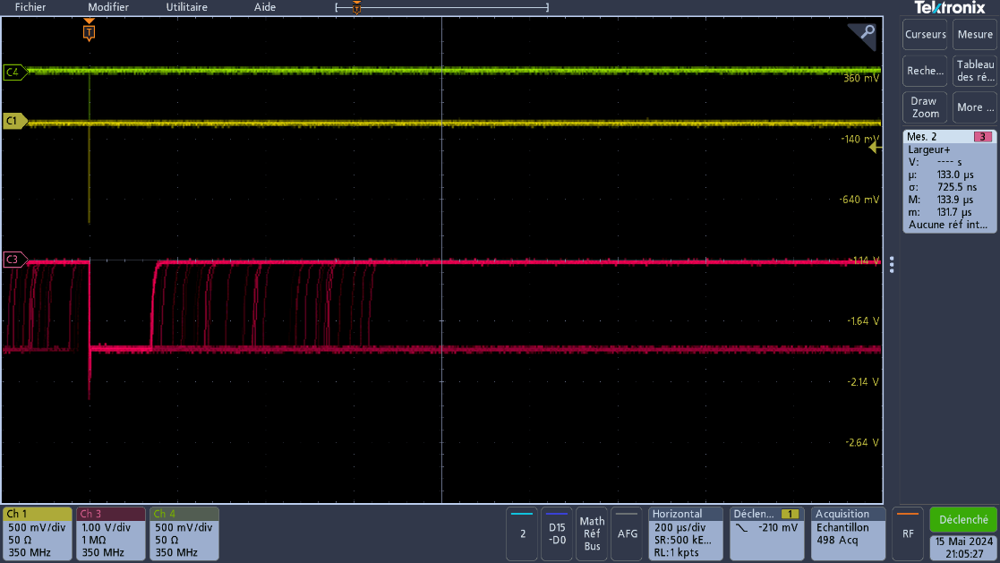 Fichier Modifier Utilitaire Aide
Tektronix
T
T
Curseurs Mesure
Reche... Tableau des ré...
Draw Zoom More ...
C4
360 mV
C1
-140 mV
-640 mV
C3
-1.14 V
-1.64 V
-2.14 V
-2.64 V
Mes. 2 3
Largeur+
V: ---- s
µ: 133.0 µs
σ: 725.5 ns
M: 133.9 µs
m: 131.7 µs
Aucune réf int...
Ch 1
500 mV/div
50 Ω
350 MHz
Ch 3
1.00 V/div
1 MΩ
350 MHz
Ch 4
500 mV/div
50 Ω
350 MHz
2
D15
-D0
Math
Réf
Bus
AFG
Horizontal
200 µs/div
SR:500 kE...
RL:1 kpts
Déclen... 1
-210 mV
Acquisition
Echantillon
498 Acq
RF
Déclenché
15 Mai 2024
21:05:27